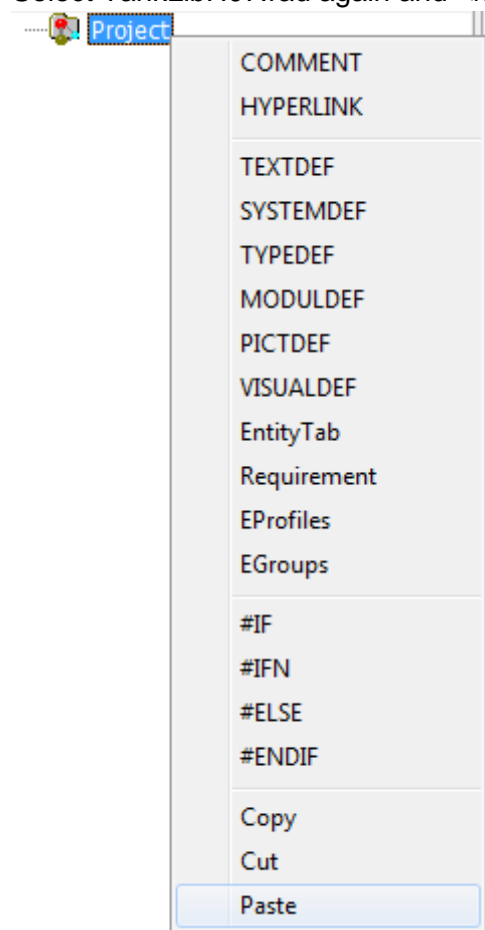 Project
COMMENT
HYPERLINK
TEXTDEF
SYSTEMDEF
TYPEDEF
MODULDEF
PICTDEF
VISUALDEF
EntityTab
Requirement
EProfiles
EGroups
#IF
#IFN
#ELSE
#ENDIF
Copy
Cut
Paste